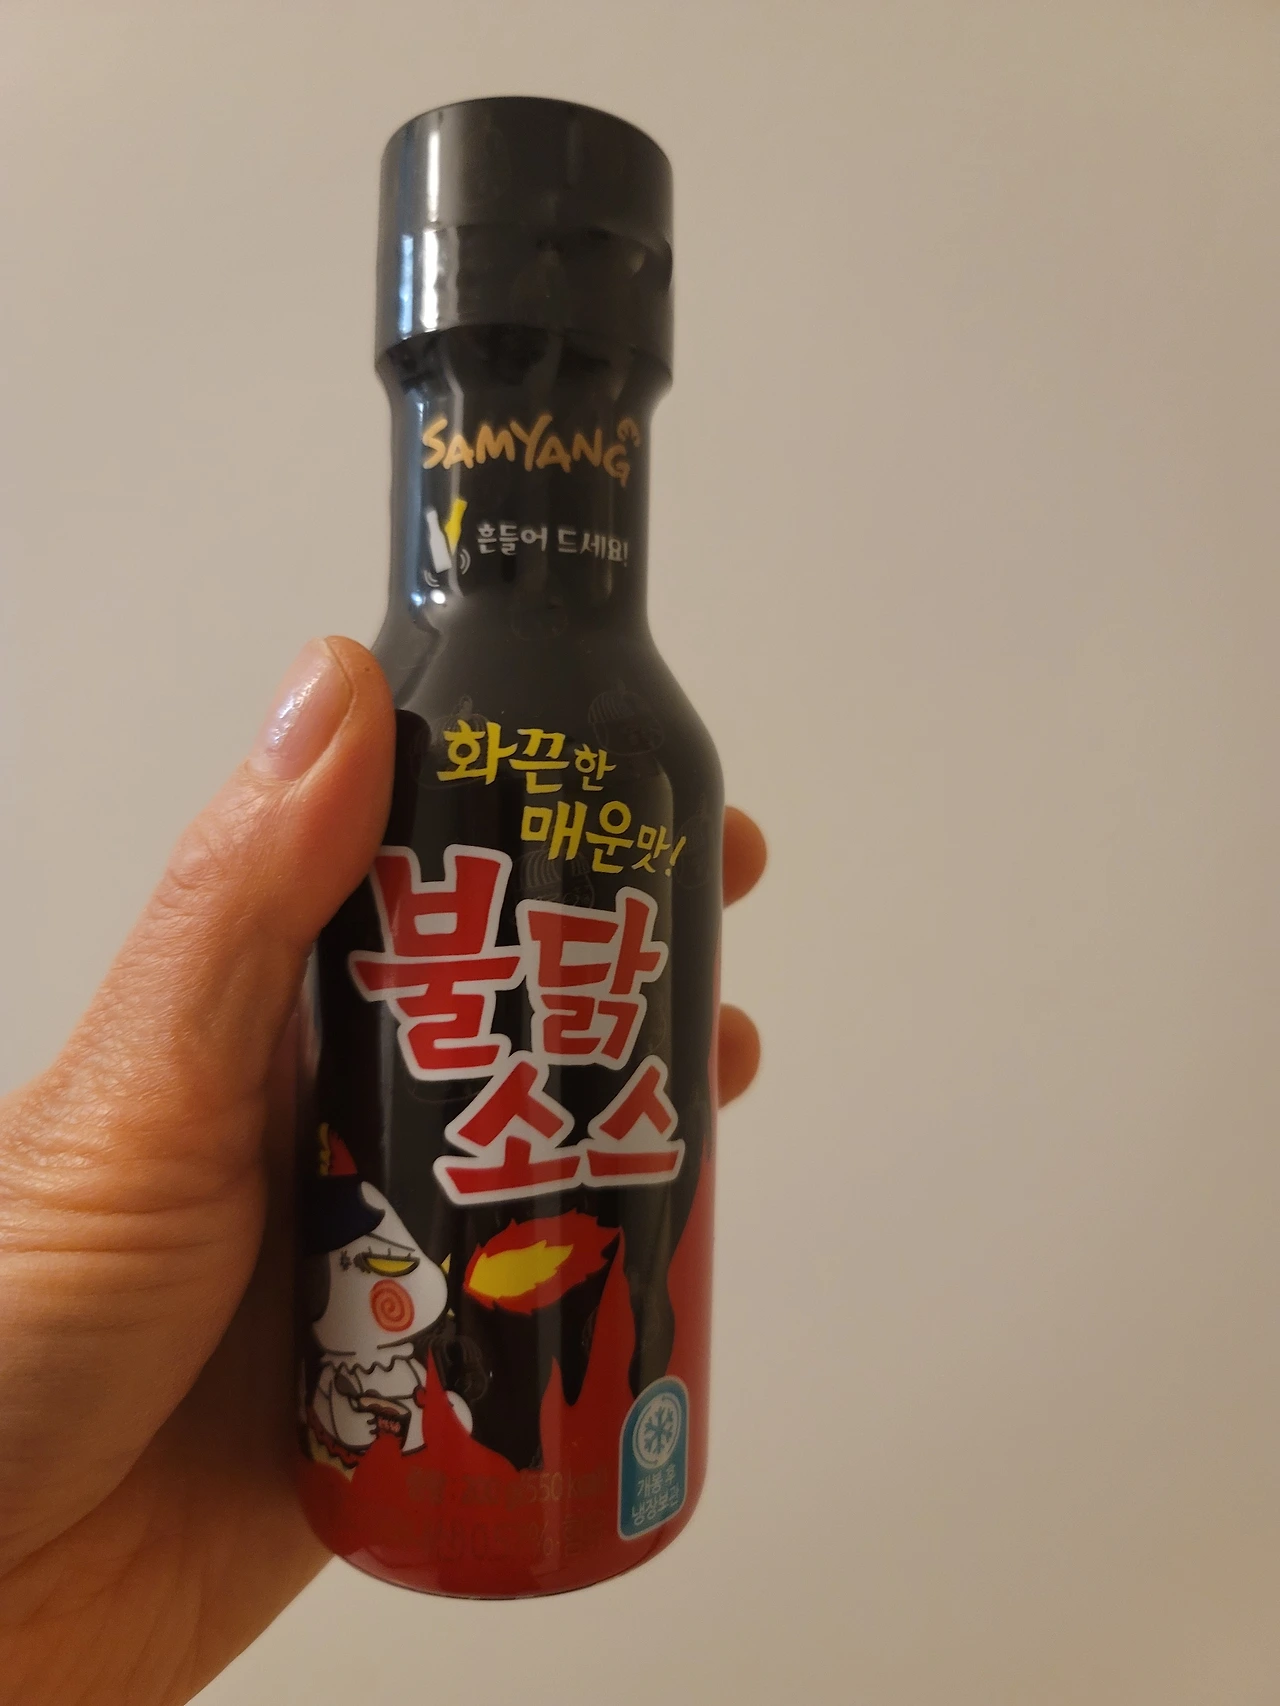 SAMYANG
흔들어 드세요!
화끈한
매운맛!
불닭
소스
개봉 후
냉장보관